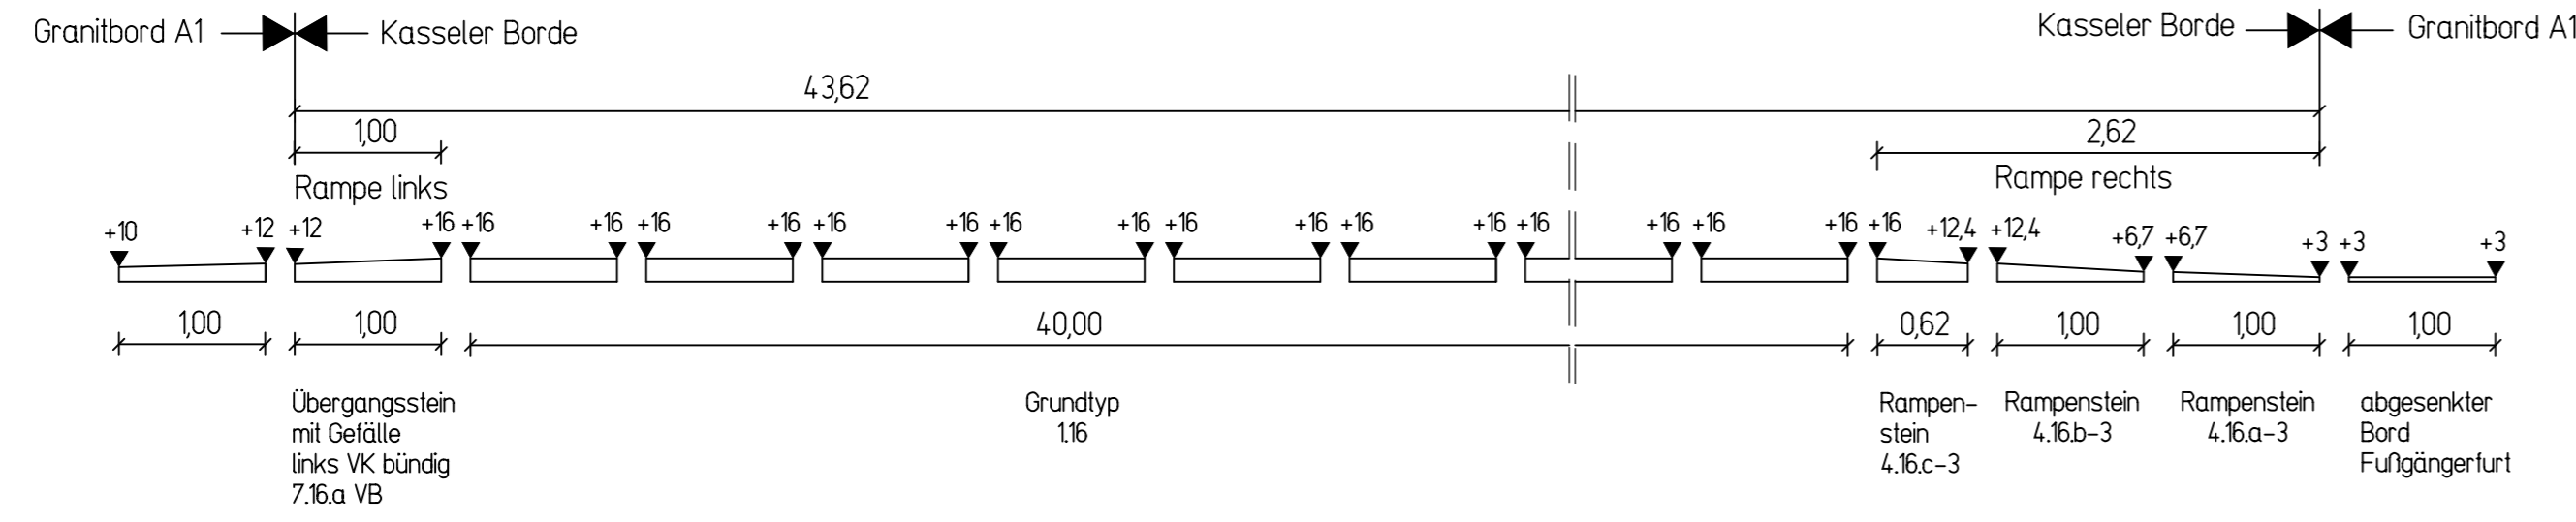 Granitbord A1
Kasseler Borde
Kasseler Borde
Granitbord A1
43,62
1,00
2,62
Rampe links
Rampe rechts
+10 +12 +12 +16 +16 +16 +16 +16 +16 +16 +16 +16 +16 +16 +16 +16 +16 +16 +16 +16 +16 +12,4 +12,4 +6,7 +6,7 +3 +3 +3
1,00 1,00 40,00 0,62 1,00 1,00 1,00
Übergangsstein
mit Gefälle
links VK bündig
7.16.a VB
Grundtyp
1.16
Rampen-
stein
4.16.c-3
Rampenstein
4.16.b-3
Rampenstein
4.16.a-3
abgesenkter
Bord
Fußgängerfurt